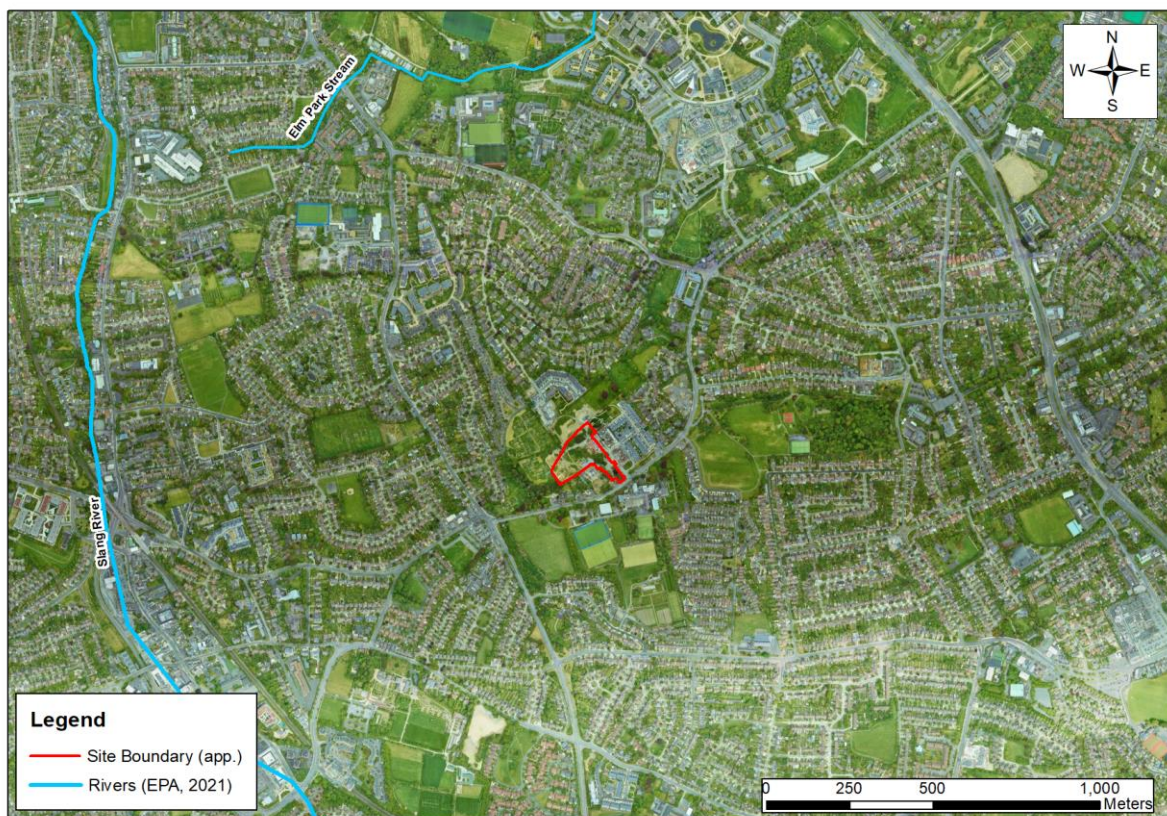 N
W E
S
Elm Park Stream
Slang River
Legend
Site Boundary (app.)
Rivers (EPA, 2021)
0 250 500 1,000
Meters